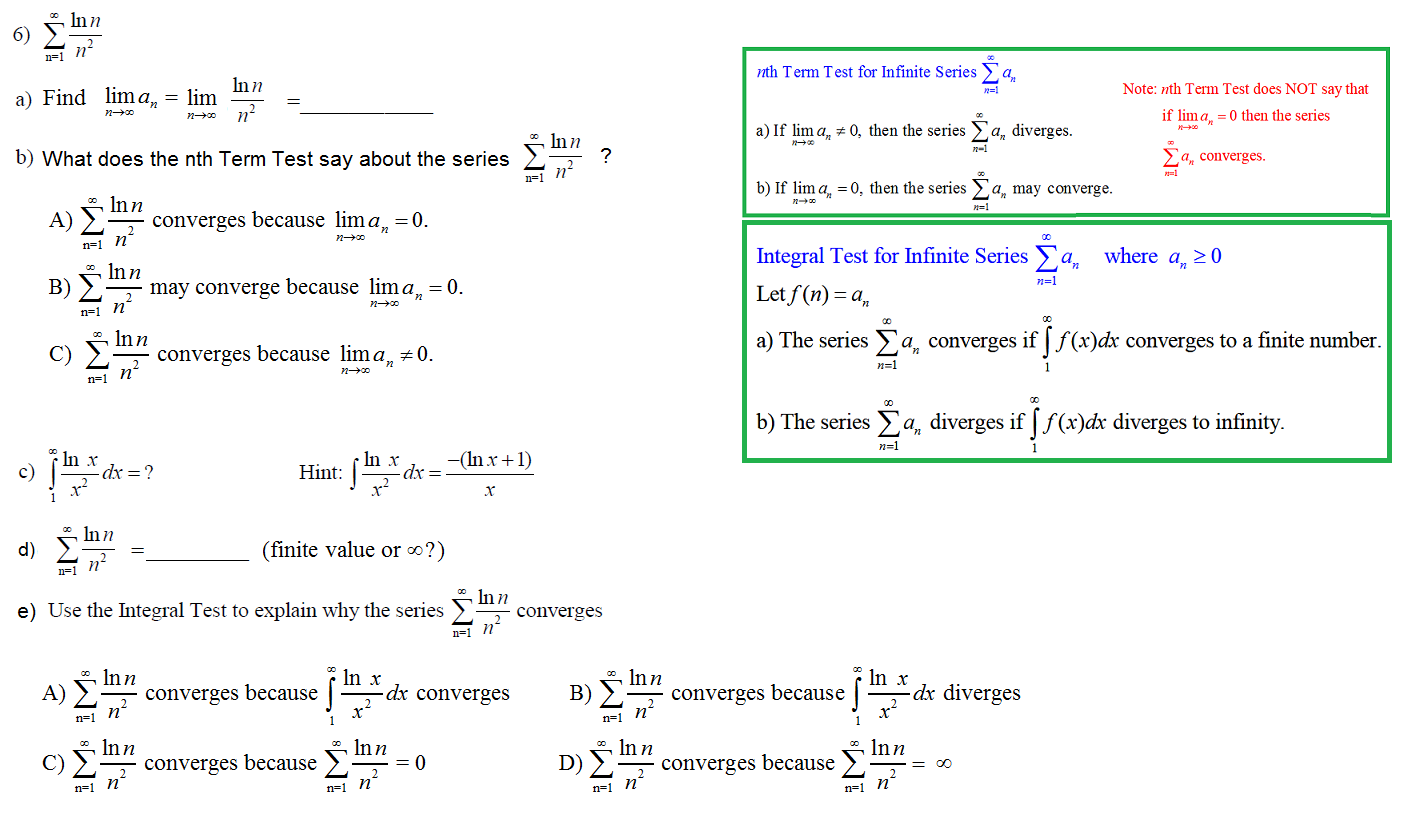 6) $\sum_{n=1}^{\infty} \frac{\ln n}{n^2}$
a) Find $\lim_{n\to\infty} a_n = \lim_{n\to\infty} \frac{\ln n}{n^2}$ = ____________
b) What does the nth Term Test say about the series $\sum_{n=1}^{\infty} \frac{\ln n}{n^2}$ ?
A) $\sum_{n=1}^{\infty} \frac{\ln n}{n^2}$ converges because $\lim_{n\to\infty} a_n = 0$.
B) $\sum_{n=1}^{\infty} \frac{\ln n}{n^2}$ may converge because $\lim_{n\to\infty} a_n = 0$.
C) $\sum_{n=1}^{\infty} \frac{\ln n}{n^2}$ converges because $\lim_{n\to\infty} a_n \neq 0$.
nth Term Test for Infinite Series $\sum_{n=1}^{\infty} a_n$
a) If $\lim_{n\to\infty} a_n \neq 0$, then the series $\sum_{n=1}^{\infty} a_n$ diverges.
b) If $\lim_{n\to\infty} a_n = 0$, then the series $\sum_{n=1}^{\infty} a_n$ may converge.
Note: nth Term Test does NOT say that
if $\lim_{n\to\infty} a_n = 0$ then the series
$\sum_{n=1}^{\infty} a_n$ converges.
Integral Test for Infinite Series $\sum_{n=1}^{\infty} a_n$ where $a_n \geq 0$
Let $f(n) = a_n$
a) The series $\sum_{n=1}^{\infty} a_n$ converges if $\int_1^{\infty} f(x)dx$ converges to a finite number.
b) The series $\sum_{n=1}^{\infty} a_n$ diverges if $\int_1^{\infty} f(x)dx$ diverges to infinity.
c) $\int_1^{\infty} \frac{\ln x}{x^2} dx = ?$ Hint: $\int \frac{\ln x}{x^2} dx = \frac{-(\ln x+1)}{x}$
d) $\sum_{n=1}^{\infty} \frac{\ln n}{n^2}$ = _________ (finite value or ∞?)
e) Use the Integral Test to explain why the series $\sum_{n=1}^{\infty} \frac{\ln n}{n^2}$ converges
A) $\sum_{n=1}^{\infty} \frac{\ln n}{n^2}$ converges because $\int_1^{\infty} \frac{\ln x}{x^2} dx$ converges B) $\sum_{n=1}^{\infty} \frac{\ln n}{n^2}$ converges because $\int_1^{\infty} \frac{\ln x}{x^2} dx$ diverges
C) $\sum_{n=1}^{\infty} \frac{\ln n}{n^2}$ converges because $\sum_{n=1}^{\infty} \frac{\ln n}{n^2} = 0$ D) $\sum_{n=1}^{\infty} \frac{\ln n}{n^2}$ converges because $\sum_{n=1}^{\infty} \frac{\ln n}{n^2} = \infty$